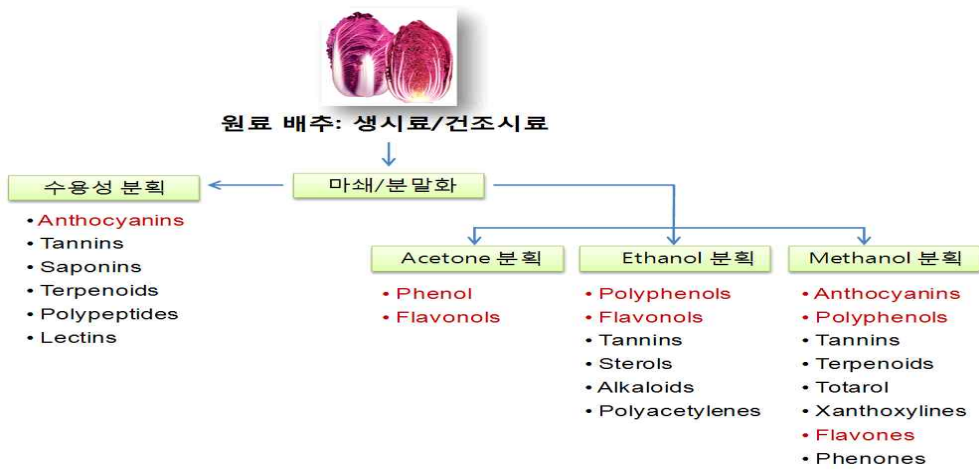 원료 배추: 생시료/건조시료
마쇄/분말화
수용성 분획
• Anthocyanins
• Tannins
• Saponins
• Terpenoids
• Polypeptides
• Lectins
Acetone 분획
• Phenol
• Flavonols
Ethanol 분획
• Polyphenols
• Flavonols
• Tannins
• Sterols
• Alkaloids
• Polyacetylenes
Methanol 분획
• Anthocyanins
• Polyphenols
• Tannins
• Terpenoids
• Totarol
• Xanthoxylines
• Flavones
• Phenones